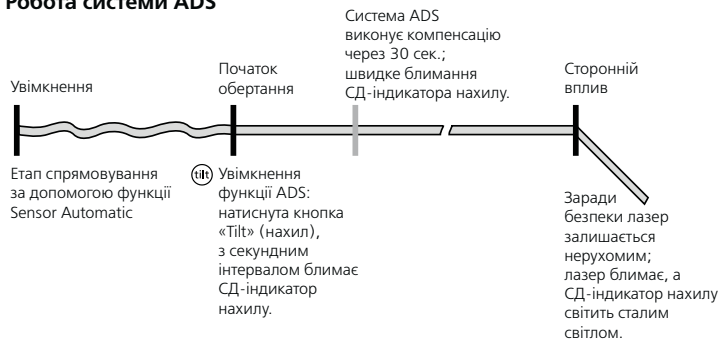 Робота системи ADS
Увімкнення
Початок
обертання
Система ADS
виконує компенсацію
через 30 сек.;
швидке блимання
СД-індикатора нахилу.
Сторонній
вплив
Етап спрямовування
за допомогою функції
Sensor Automatic
tilt
Увімкнення
функції ADS:
натиснута кнопка
«Tilt» (нахил),
з секундним
інтервалом блимає
СД-індикатор
нахилу.
Заради
безпеки лазер
залишається
нерухомим;
лазер блимає, а
СД-індикатор нахилу
світить сталим
світлом.